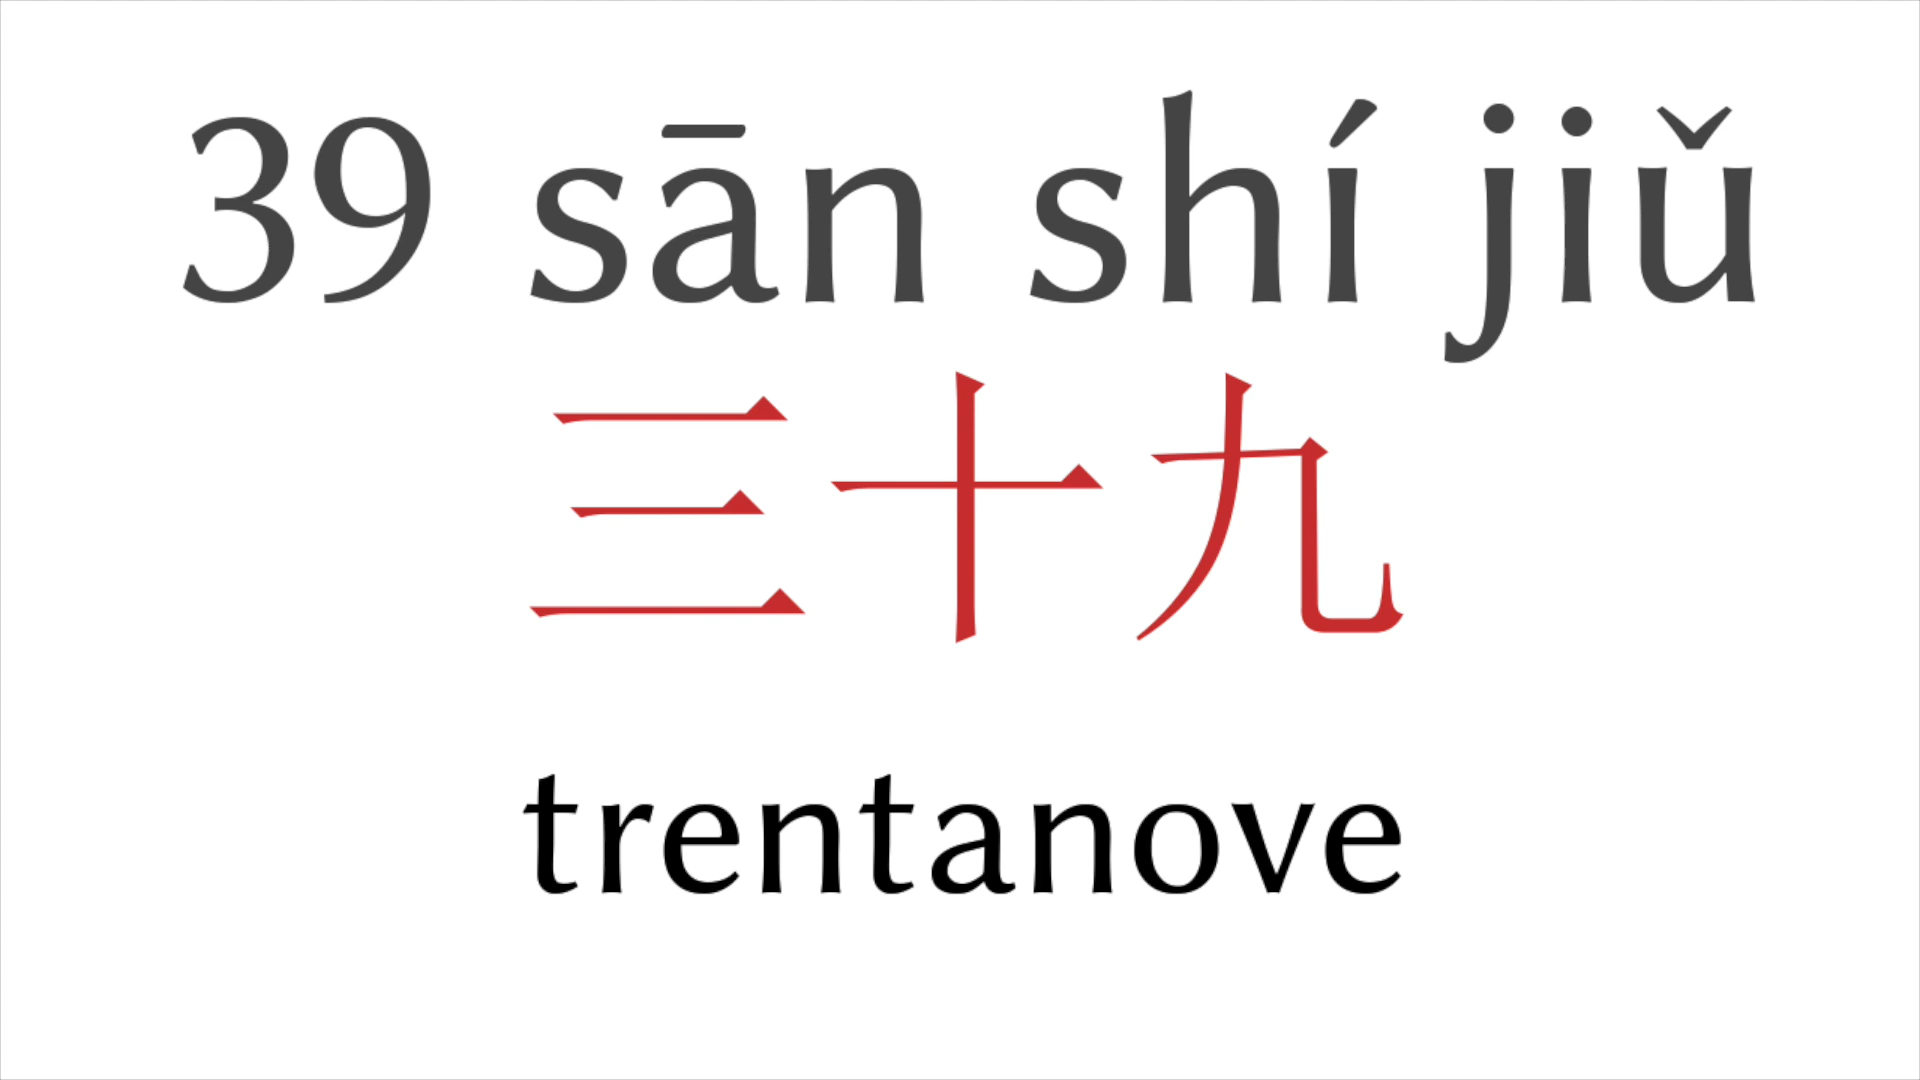 39 sān shí jiǔ
三十九
trentanove